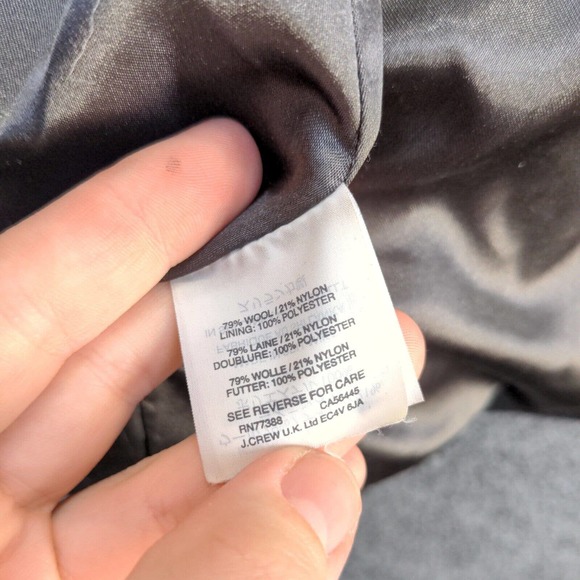 79% WOOL / 21% NYLON
LINING: 100% POLYESTER
79% LAINE / 21% NYLON
DOUBLURE: 100% POLYESTER
79% WOLLE / 21% NYLON
FUTTER: 100% POLYESTER
SEE REVERSE FOR CARE
RN77388 CA56445
J.CREW U.K. Ltd EC4V 6JA